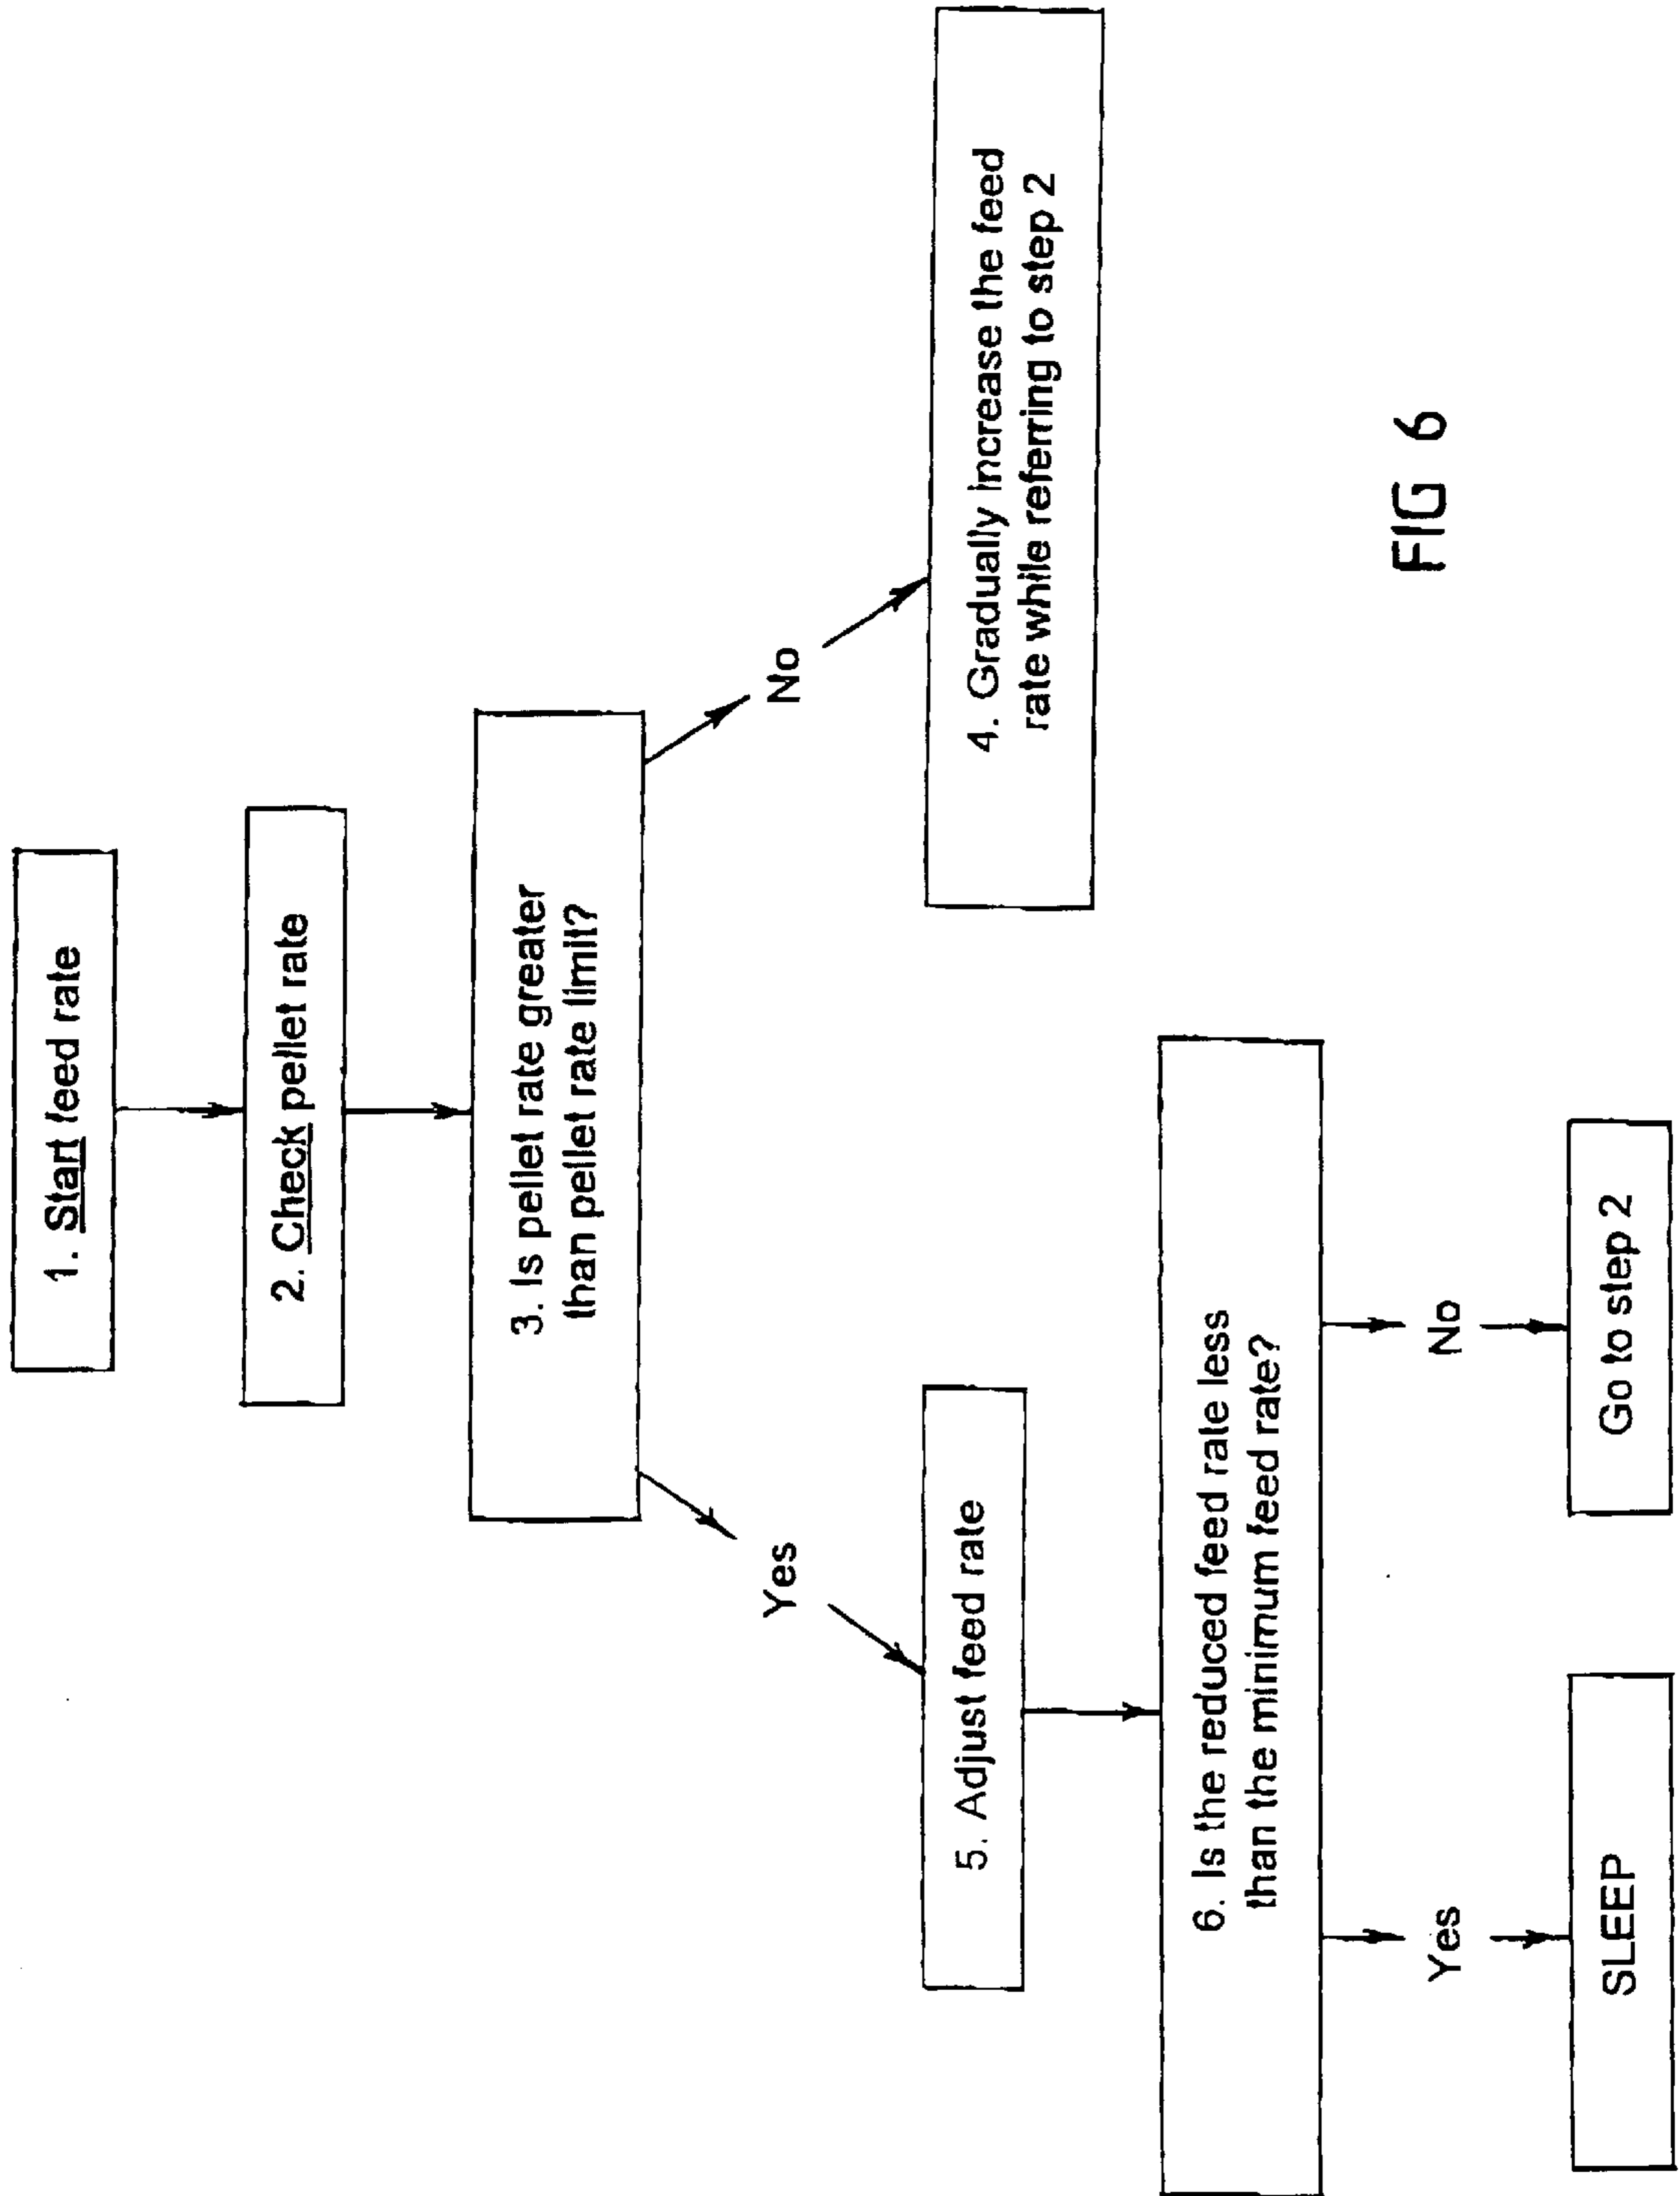 1. Start feed rate
2. Check pellet rate
3. Is pellet rate greater
than pellet rate limit?
Yes
No
4. Gradually increase the feed
rate while referring to step 2
5. Adjust feed rate
6. Is the reduced feed rate less
than the minimum feed rate?
Yes
No
SLEEP
Go to step 2
FIG 6